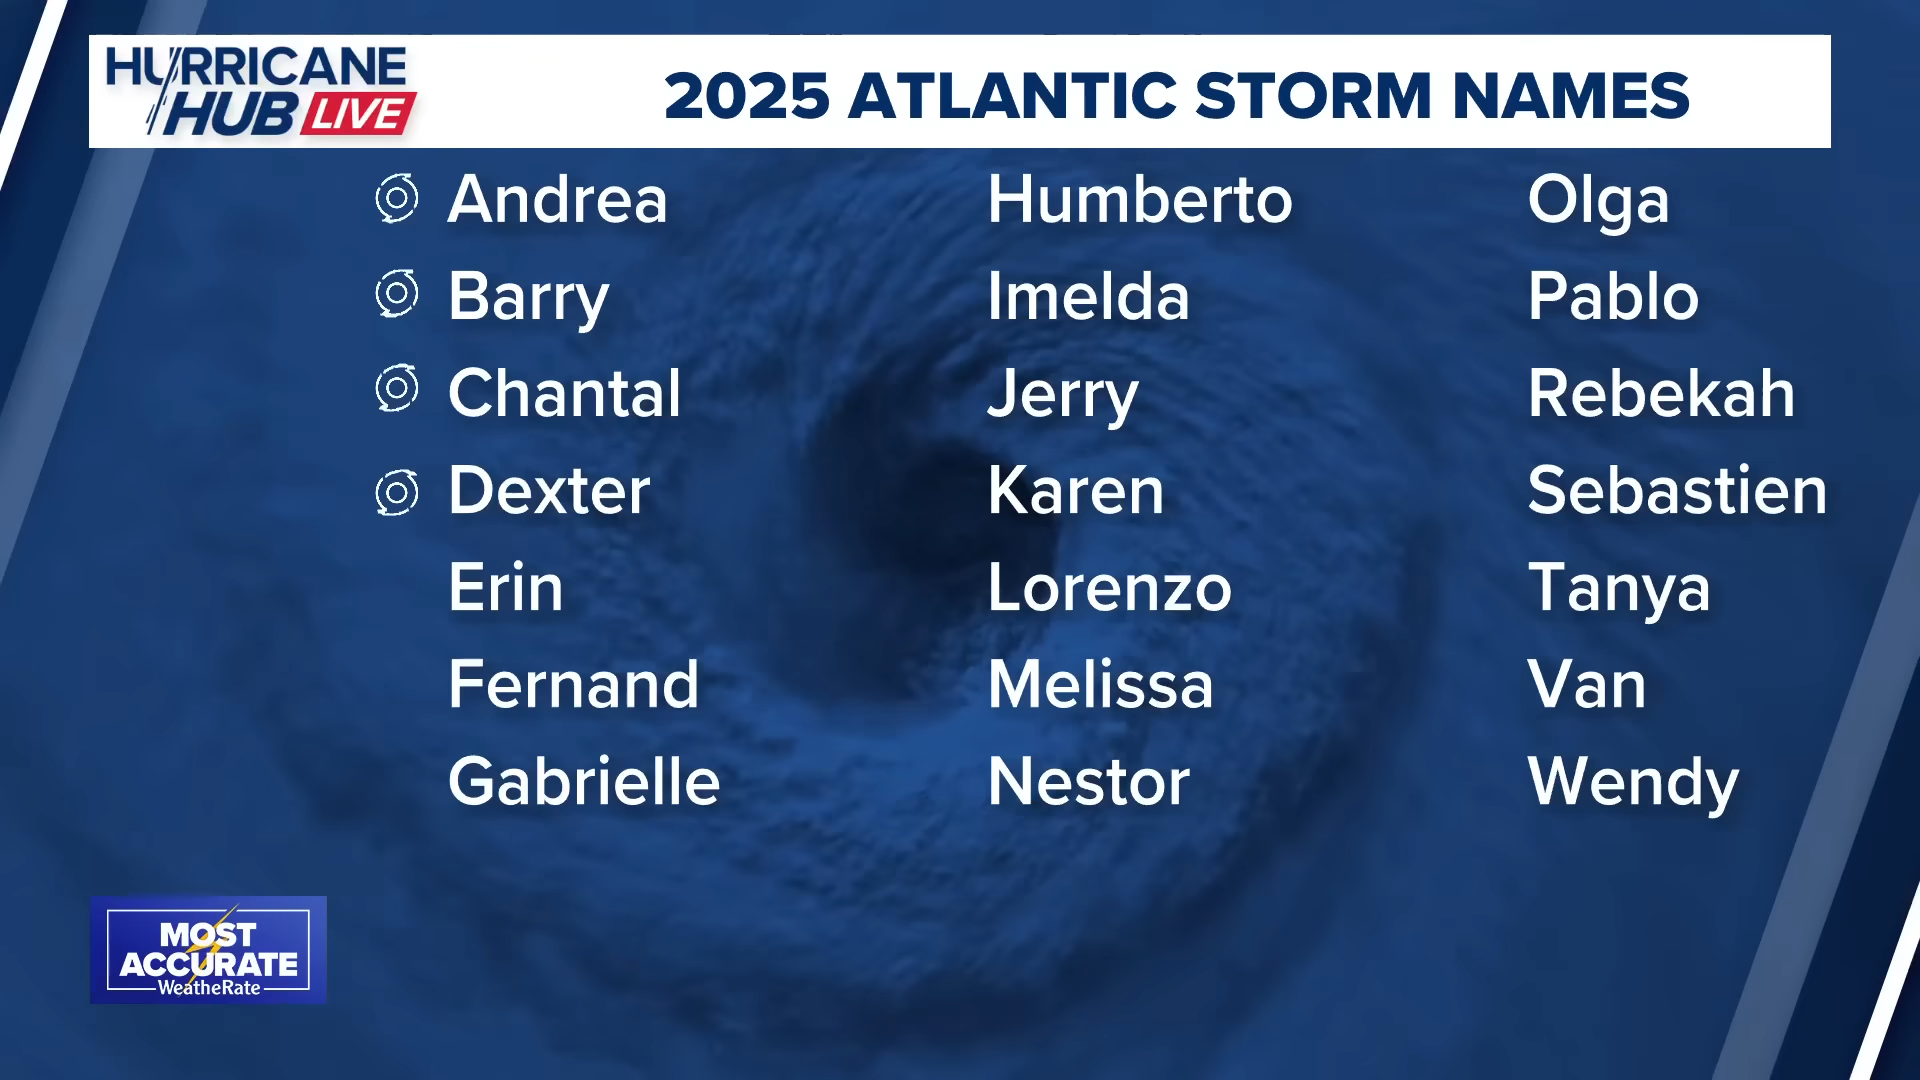 HURRICANE
HUB LIVE
2025 ATLANTIC STORM NAMES
Andrea
Barry
Chantal
Dexter
Erin
Fernand
Gabrielle
Humberto
Imelda
Jerry
Karen
Lorenzo
Melissa
Nestor
Olga
Pablo
Rebekah
Sebastien
Tanya
Van
Wendy
MOST
ACCURATE
WeatheRate